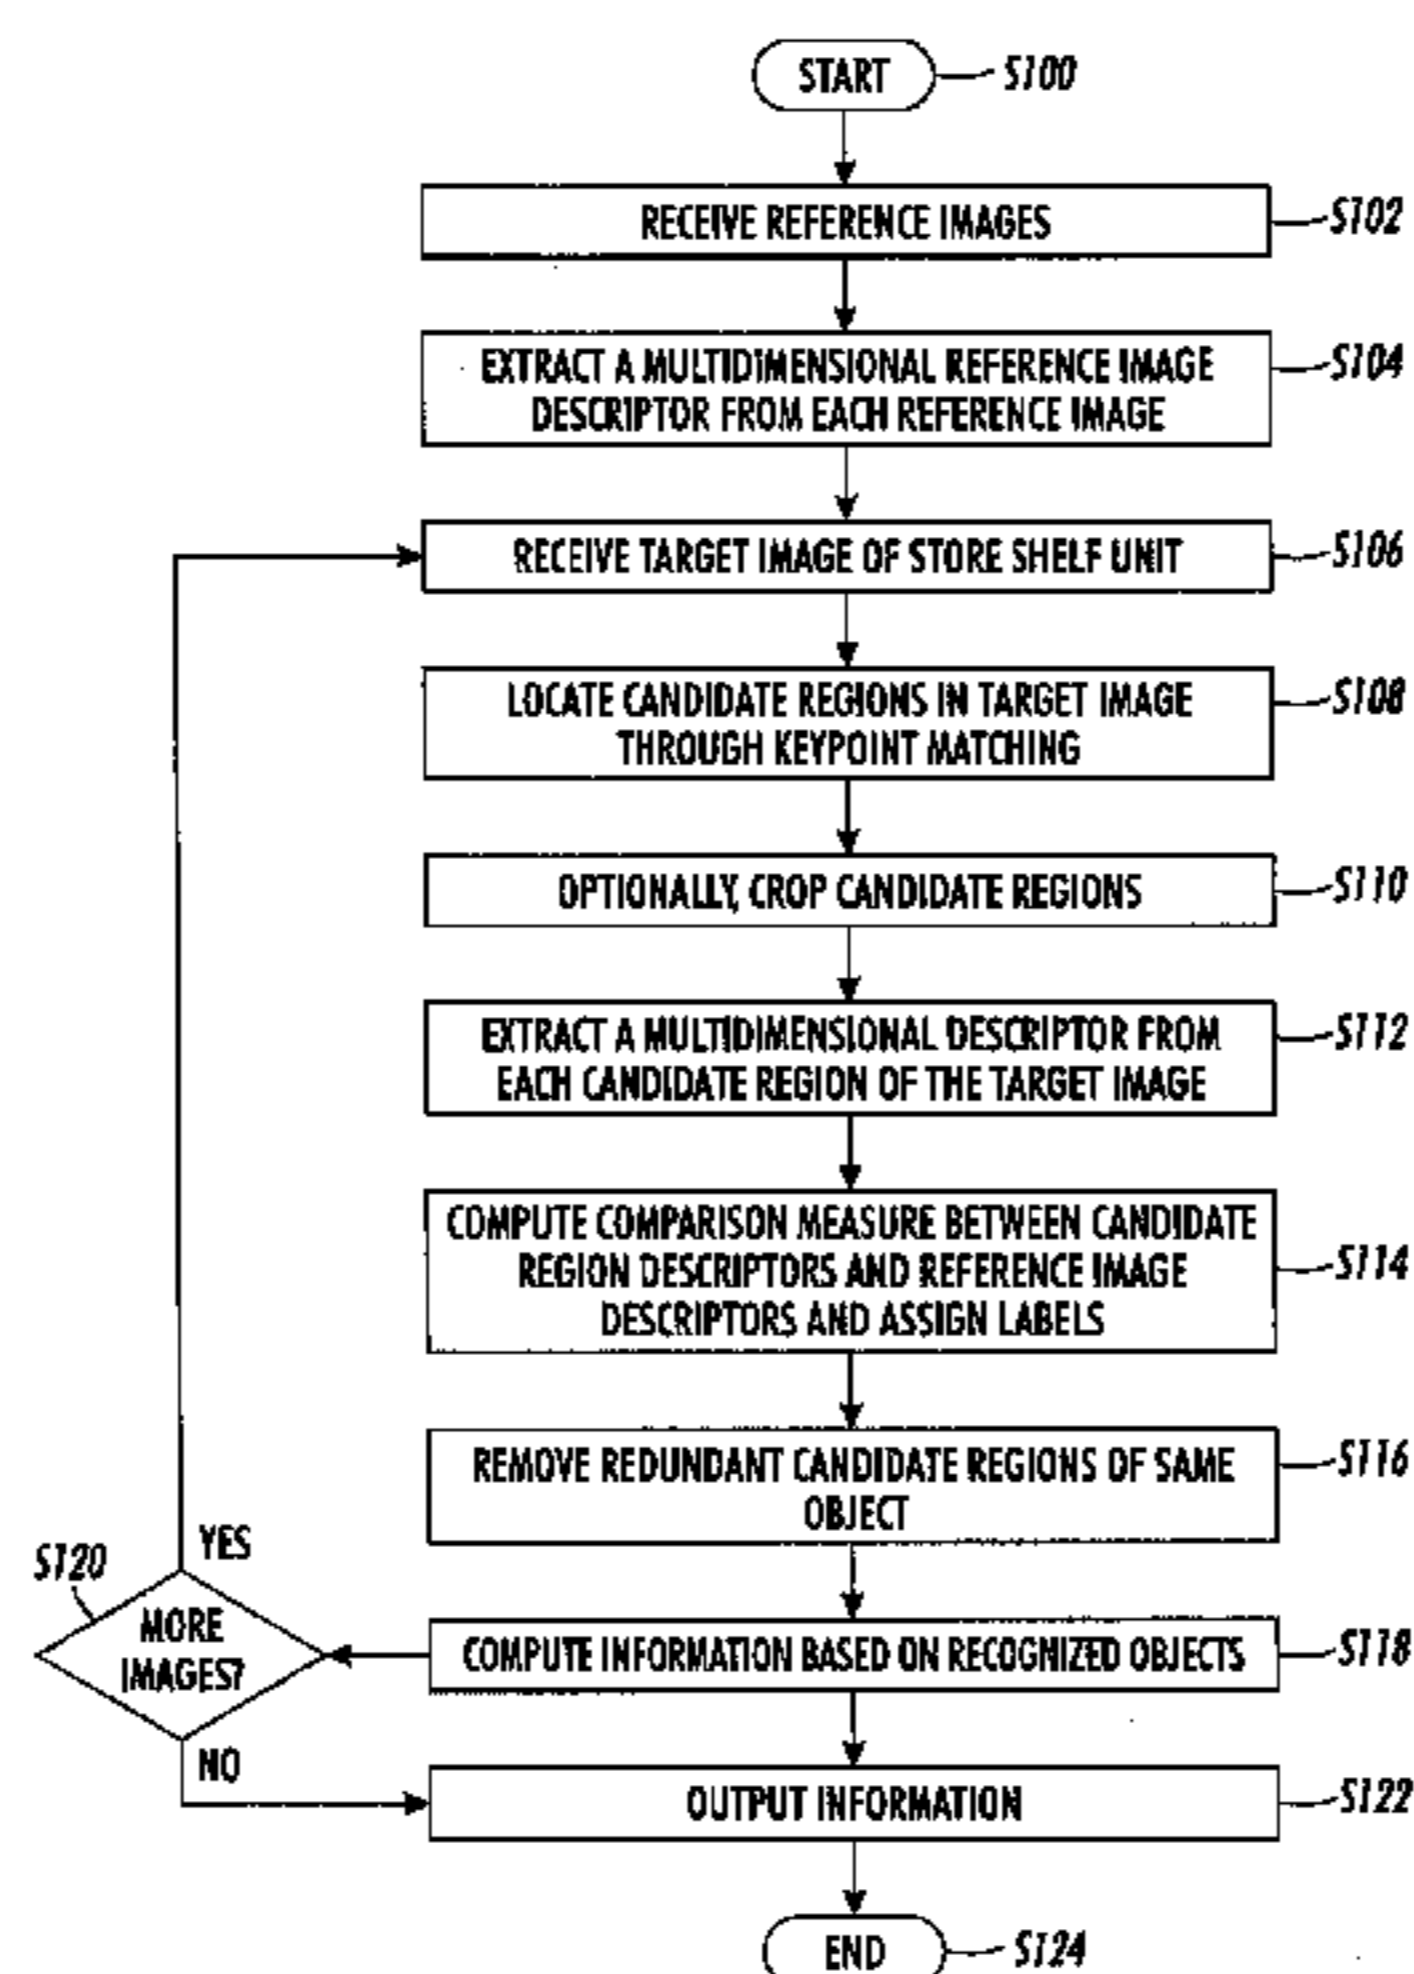 START
S100
RECEIVE REFERENCE IMAGES
S102
EXTRACT A MULTIDIMENSIONAL REFERENCE IMAGE
DESCRIPTOR FROM EACH REFERENCE IMAGE
S104
RECEIVE TARGET IMAGE OF STORE SHELF UNIT
S106
LOCATE CANDIDATE REGIONS IN TARGET IMAGE
THROUGH KEYPOINT MATCHING
S108
OPTIONALLY, CROP CANDIDATE REGIONS
S110
EXTRACT A MULTIDIMENSIONAL DESCRIPTOR FROM
EACH CANDIDATE REGION OF THE TARGET IMAGE
S112
COMPUTE COMPARISON MEASURE BETWEEN CANDIDATE
REGION DESCRIPTORS AND REFERENCE IMAGE
DESCRIPTORS AND ASSIGN LABELS
S114
REMOVE REDUNDANT CANDIDATE REGIONS OF SAME
OBJECT
S116
YES
S120
MORE
IMAGES?
COMPUTE INFORMATION BASED ON RECOGNIZED OBJECTS
S118
NO
OUTPUT INFORMATION
S122
END
S124